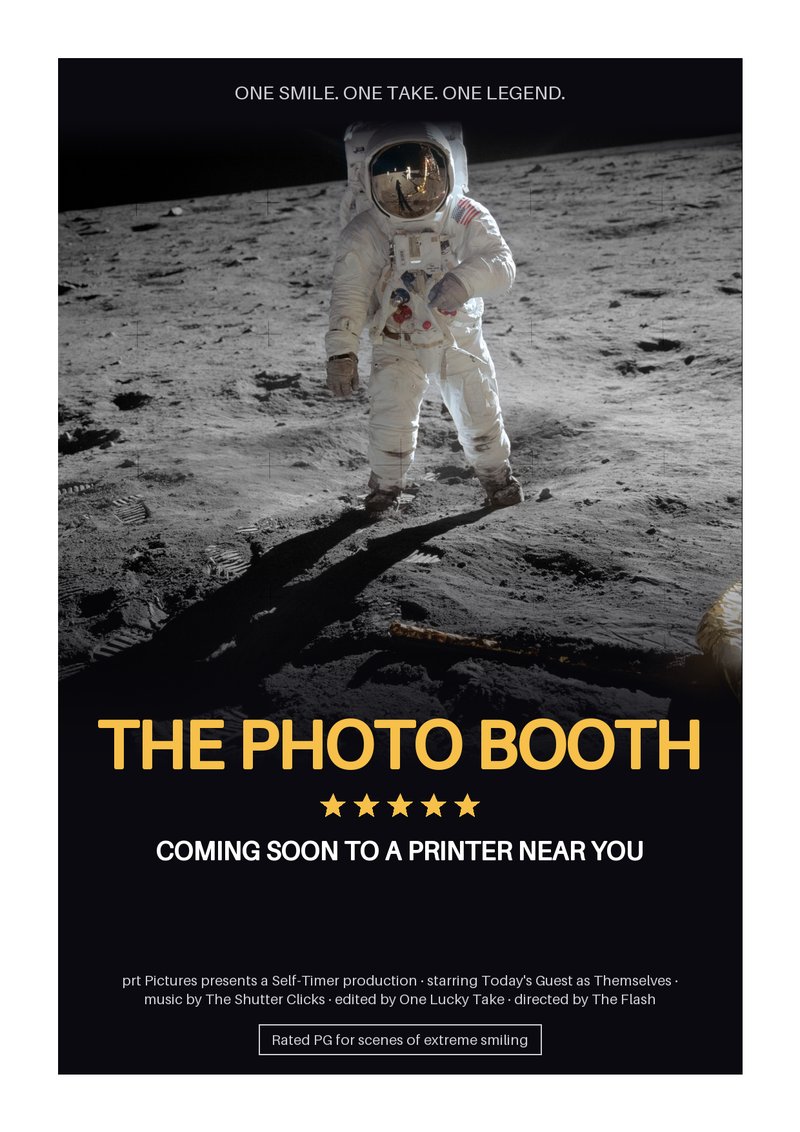 ONE SMILE. ONE TAKE. ONE LEGEND.
THE PHOTO BOOTH
COMING SOON TO A PRINTER NEAR YOU
prt Pictures presents a Self-Timer production · starring Today's Guest as Themselves ·
music by The Shutter Clicks · edited by One Lucky Take · directed by The Flash
Rated PG for scenes of extreme smiling